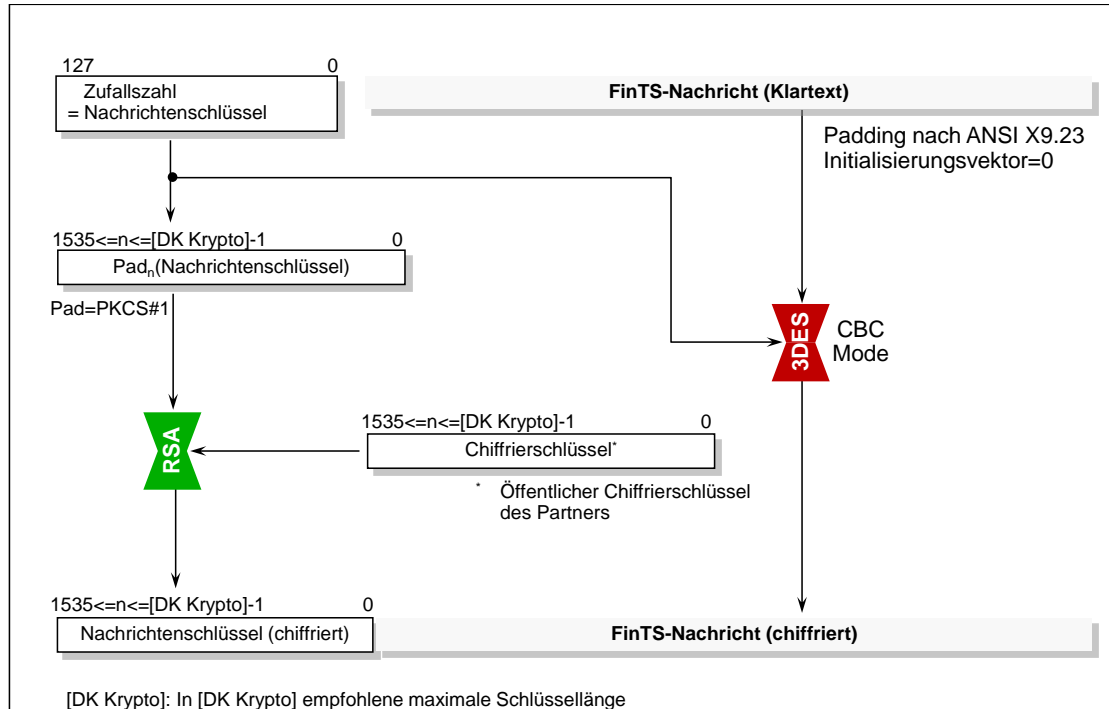 127 0
Zufallszahl
= Nachrichtenschlüssel
FinTS-Nachricht (Klartext)
Padding nach ANSI X9.23
Initialisierungsvektor=0
1535<=n<=[DK Krypto]-1 0
Padn(Nachrichtenschlüssel)
Pad=PKCS#1
3DES
CBC
Mode
RSA
1535<=n<=[DK Krypto]-1 0
Chiffrierschlüssel*
* Öffentlicher Chiffrierschlüssel
des Partners
1535<=n<=[DK Krypto]-1 0
Nachrichtenschlüssel (chiffriert)
FinTS-Nachricht (chiffriert)
[DK Krypto]: In [DK Krypto] empfohlene maximale Schlüssellänge